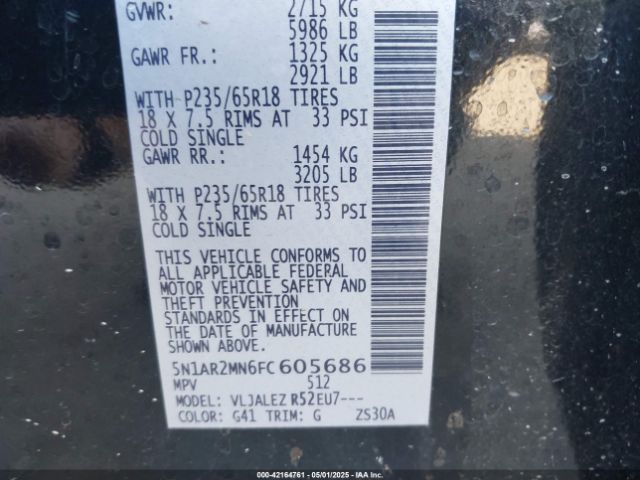 GVWR: 2715 KG
5986 LB
GAWR FR.: 1325 KG
2921 LB
WITH P235/65R18 TIRES
18 X 7.5 RIMS AT 33 PSI
COLD SINGLE
GAWR RR.: 1454 KG
3205 LB
WITH P235/65R18 TIRES
18 X 7.5 RIMS AT 33 PSI
COLD SINGLE
THIS VEHICLE CONFORMS TO
ALL APPLICABLE FEDERAL
MOTOR VEHICLE SAFETY AND
THEFT PREVENTION
STANDARDS IN EFFECT ON
THE DATE OF MANUFACTURE
SHOWN ABOVE.
5N1AR2MN6FC605686
MPV 512
MODEL: VLJALEZ R52EU7---
COLOR: G41 TRIM: G ZS30A
000-42164761 - 05/01/2025 - IAAI.COM